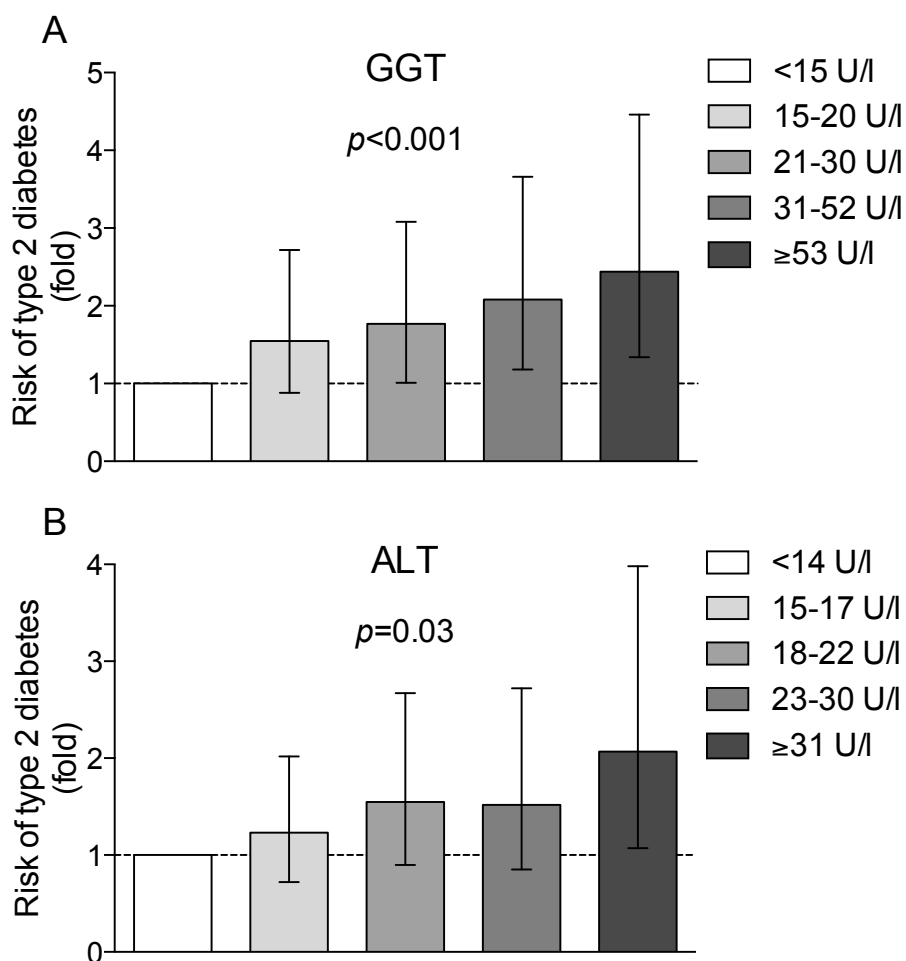 A
GGT
p<0.001
5
4
3
2
1
0
Risk of type 2 diabetes
(fold)
<15 U/l
15-20 U/l
21-30 U/l
31-52 U/l
≥53 U/l
B
ALT
p=0.03
4
3
2
1
0
Risk of type 2 diabetes
(fold)
<14 U/l
15-17 U/l
18-22 U/l
23-30 U/l
≥31 U/l